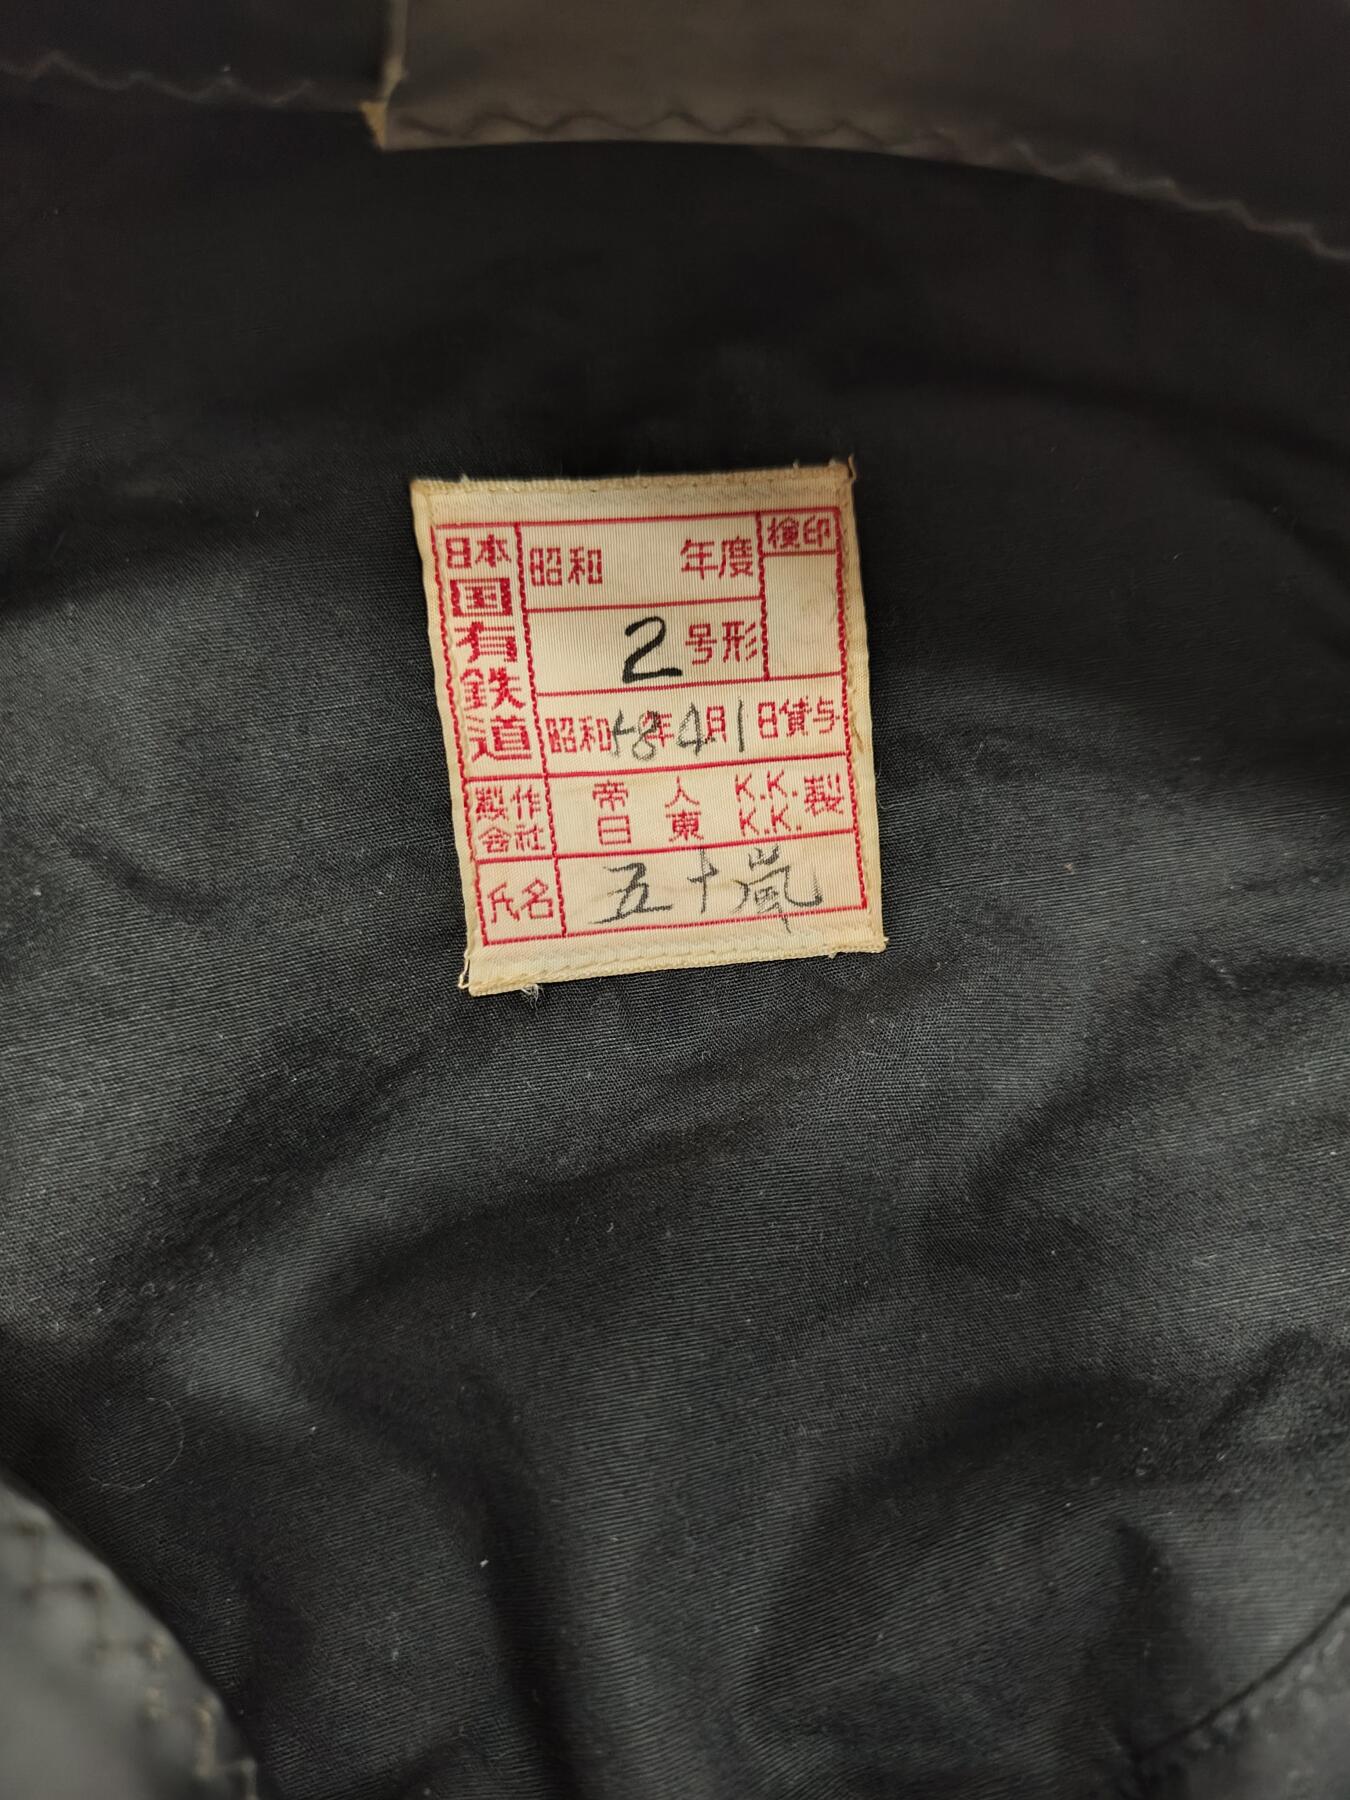 日本国有鉄道
昭和 年度
検印
2号形
昭和48年4月1日貸与
製作会社
帝人K.K.製
日東K.K.
氏名
五十嵐